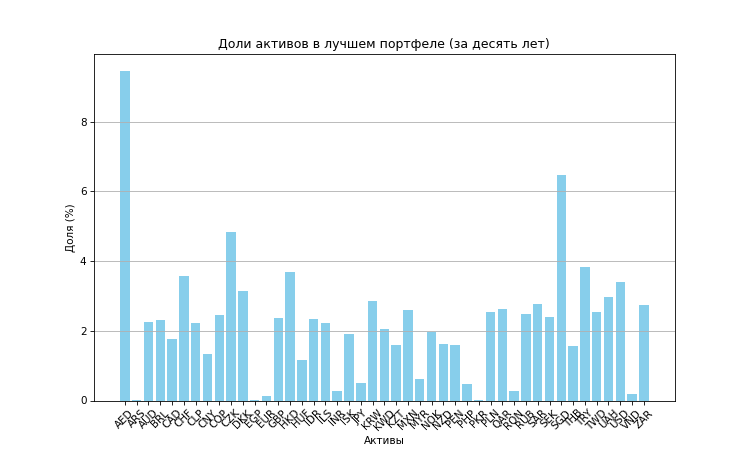 Доли активов в лучшем портфеле (за десять лет)
8
6
4
2
0
Доля (%)
AED
ARS
AUD
BRL
CAD
CHF
CLP
CNY
COP
CZK
DKK
EGP
EUR
GBP
HKD
HUF
IDR
ILS
INR
ISK
JPY
KRW
KWD
KZT
MXN
MYR
NOK
NZD
PEN
PHP
PKR
PLN
QAR
RON
RUB
SAR
SEK
SGD
THB
TRY
TWD
UAH
USD
VND
ZAR
Активы